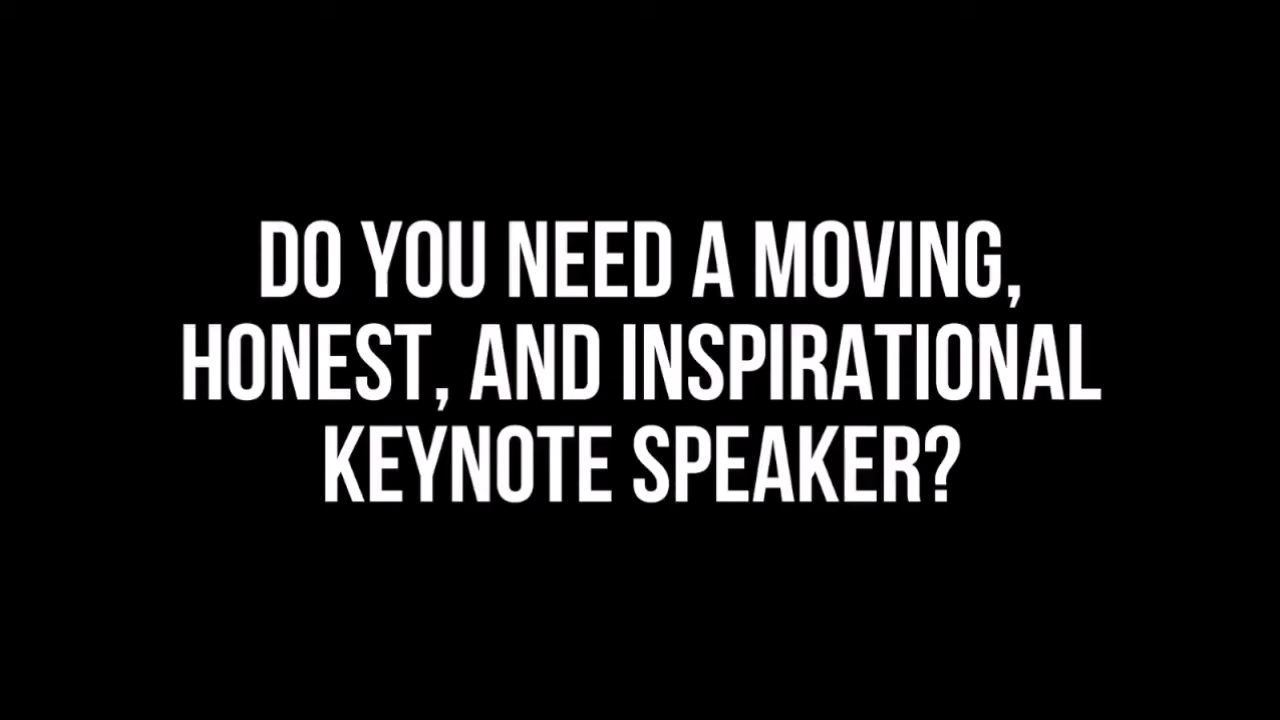 DO YOU NEED A MOVING,
HONEST, AND INSPIRATIONAL
KEYNOTE SPEAKER?